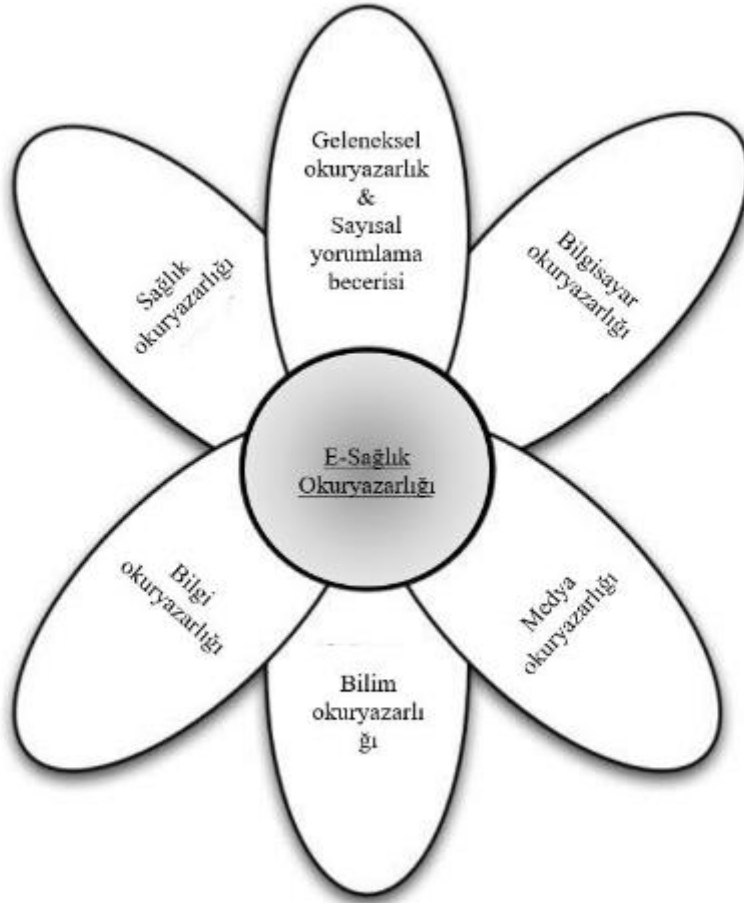 Geleneksel
okuryazarlık
&
Sayısal
yorumlama
becerisi
Sağlık
okuryazarlığı
Bilgisayar
okuryazarlığı
E-Sağlık
Okuryazarlığı
Bilgi
okuryazarlığı
Medya
okuryazarlığı
Bilim
okuryazarlı
ğı